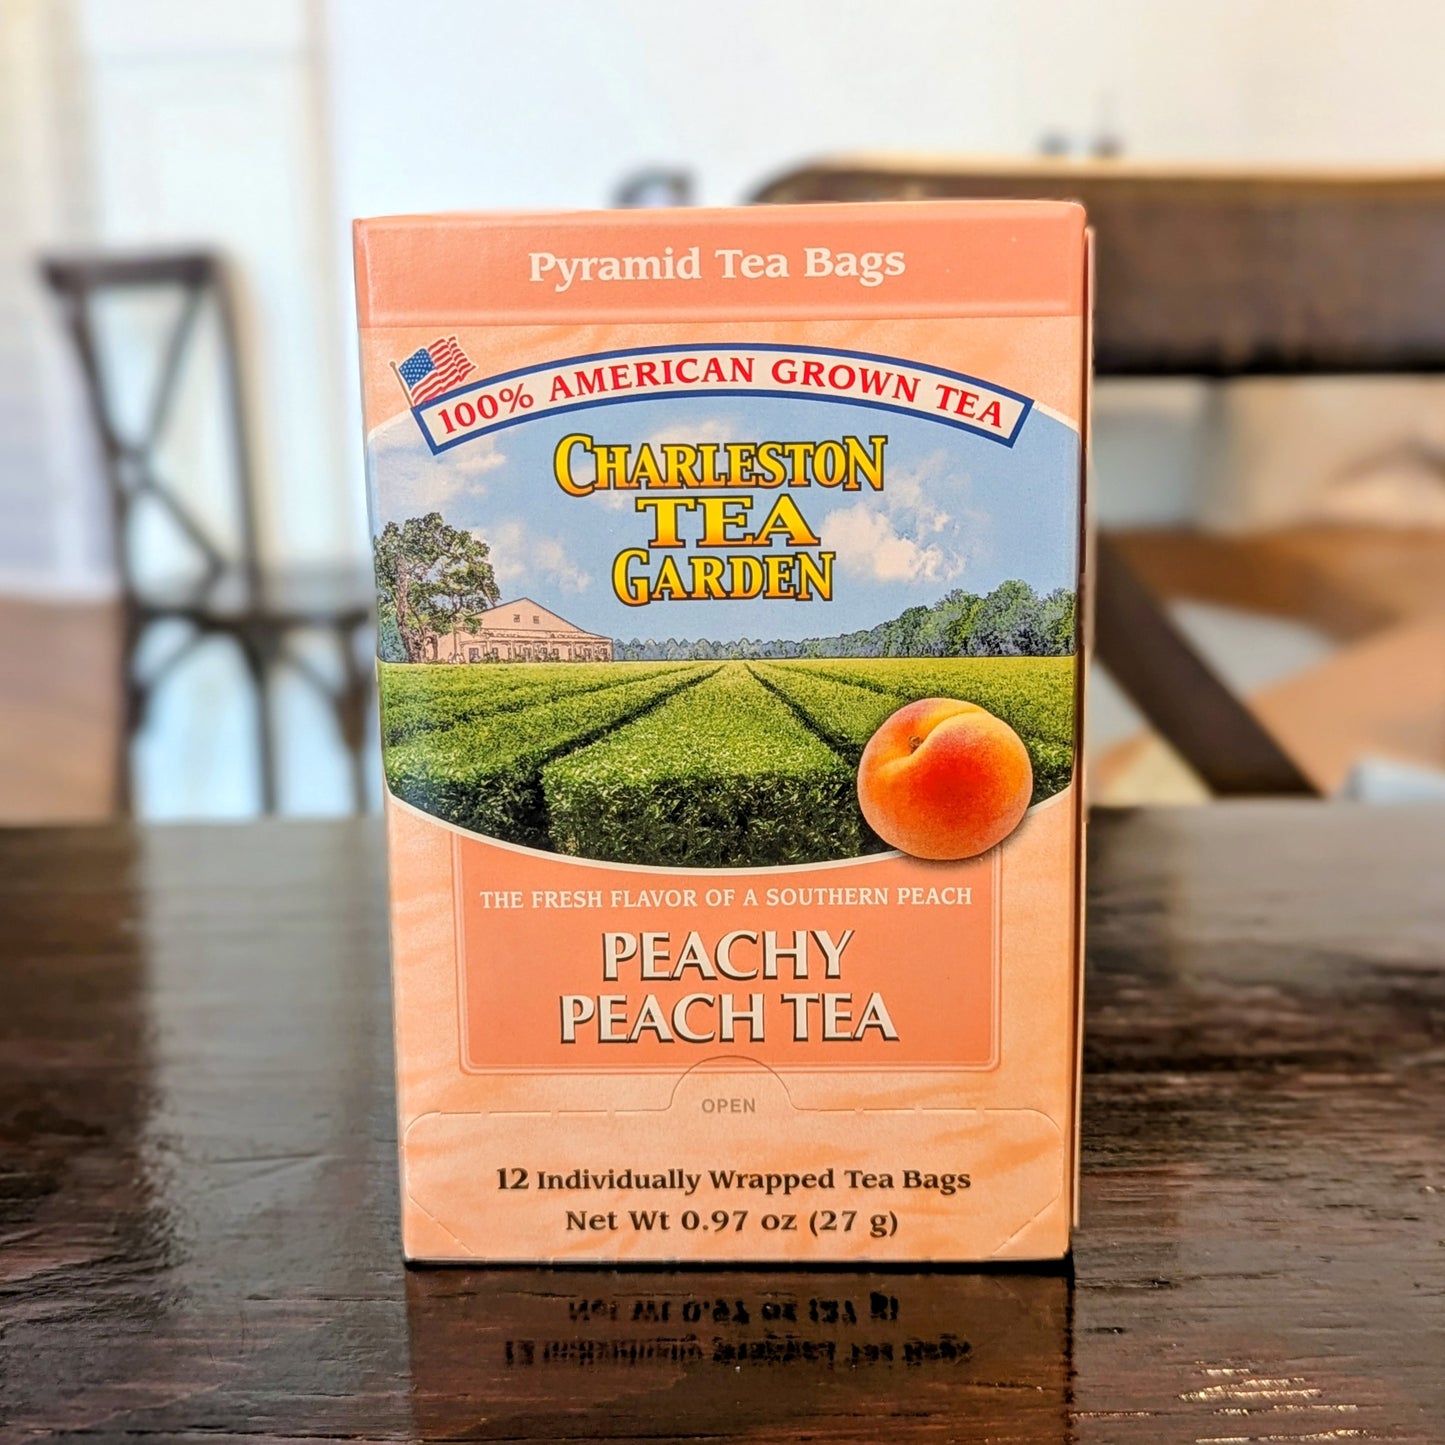 Pyramid Tea Bags
100% AMERICAN GROWN TEA
CHARLESTON
TEA
GARDEN
THE FRESH FLAVOR OF A SOUTHERN PEACH
PEACHY
PEACH TEA
OPEN
12 Individually Wrapped Tea Bags
Net Wt 0.97 oz (27 g)